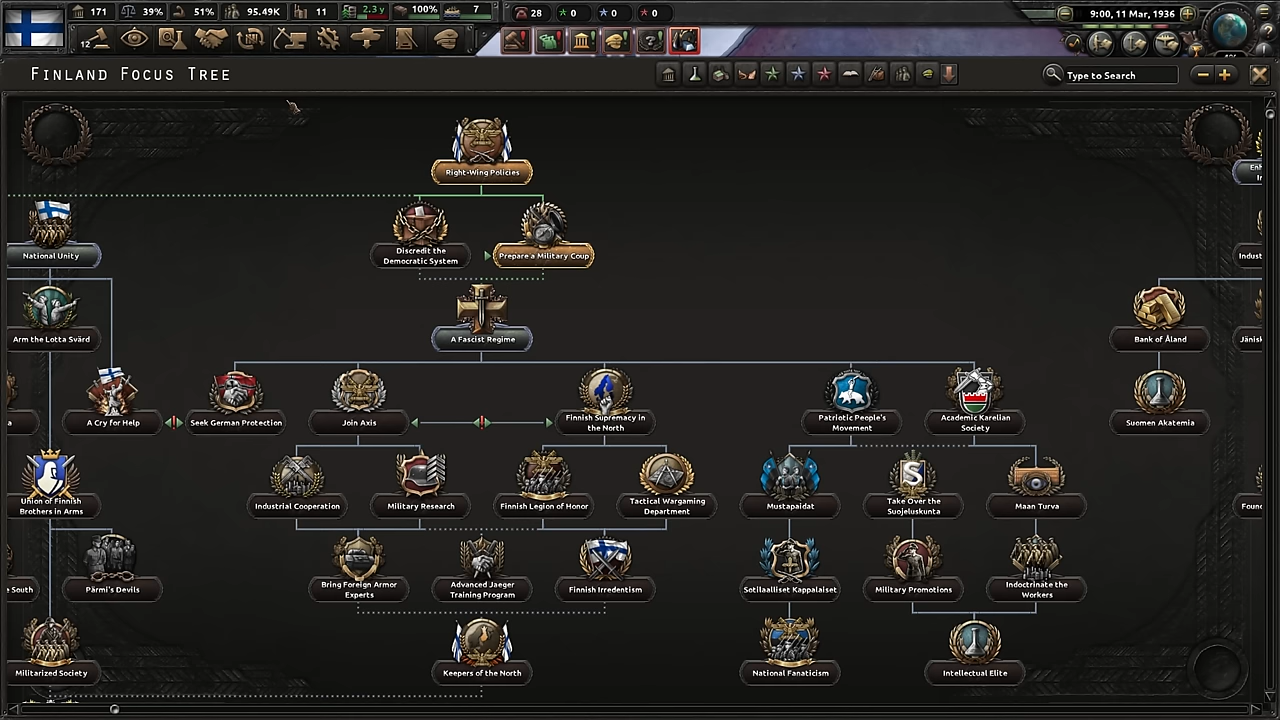 171
39%
51%
95.49K
11
2.3 y
100%
7
28
0
0
0
9:00, 11 Mar, 1936
12
FINLAND FOCUS TREE
Type to Search
Right-Wing Policies
National Unity
Discredit the
Democratic System
Prepare a Military Coup
Indust
Arm the Lotta Svärd
A Fascist Regime
Bank of Åland
Jänisk
a
A Cry for Help
Seek German Protection
Join Axis
Finnish Supremacy in
the North
Patriotic People's
Movement
Academic Karelian
Society
Suomen Akatemia
Union of Finnish
Brothers in Arms
Industrial Cooperation
Military Research
Finnish Legion of Honor
Tactical Wargaming
Department
Mustapaidat
Take Over the
Suojeluskunta
Maan Turva
Foun
e South
Pärmi's Devils
Bring Foreign Armor
Experts
Advanced Jaeger
Training Program
Finnish Irredentism
Sotilaalliset Kappalaiset
Military Promotions
Indoctrinate the
Workers
Militarized Society
Keepers of the North
National Fanaticism
Intellectual Elite